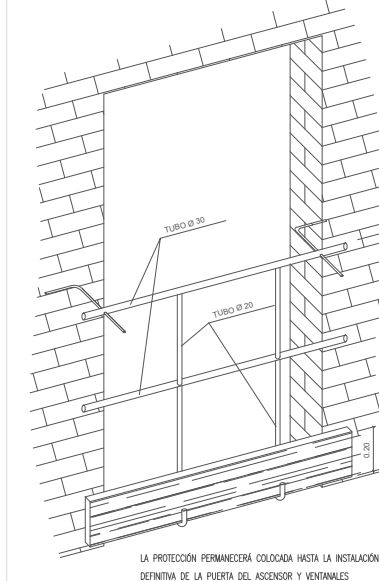 TUBO Ø 30
TUBO Ø 20
0.20
LA PROTECCIÓN PERMANECERÁ COLOCADA HASTA LA INSTALACIÓN
DEFINITIVA DE LA PUERTA DEL ASCENSOR Y VENTANALES